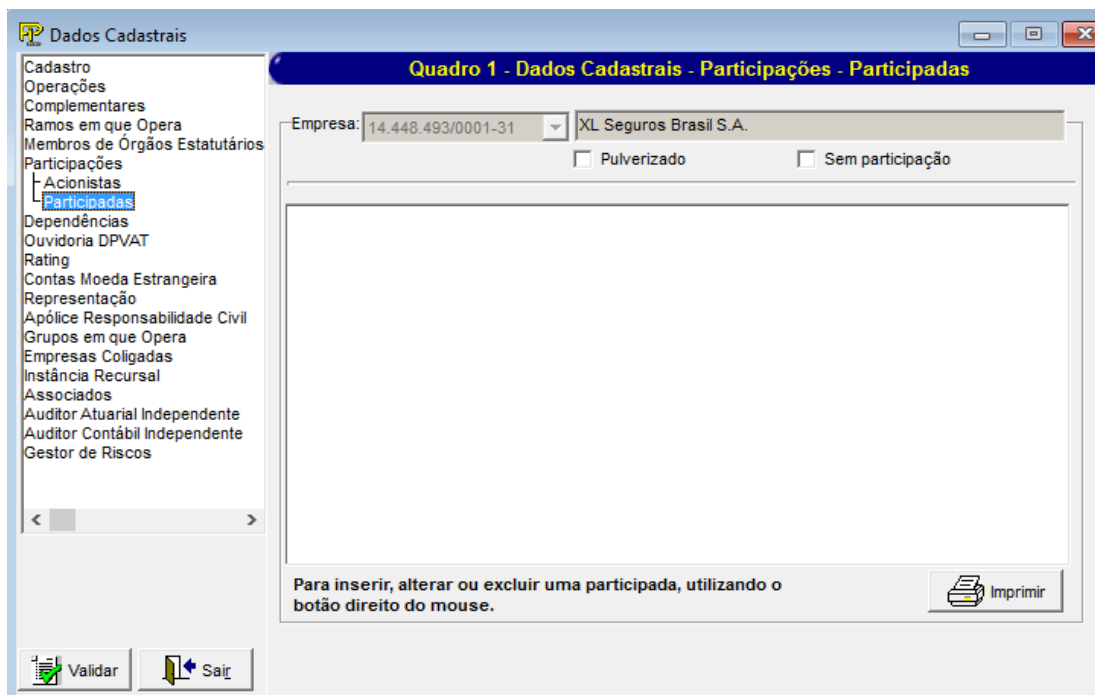 Dados Cadastrais
Cadastro
Operações
Complementares
Ramos em que Opera
Membros de Órgãos Estatutários
Participações
Acionistas
Participadas
Dependências
Ouvidoria DPVAT
Rating
Contas Moeda Estrangeira
Representação
Apólice Responsabilidade Civil
Grupos em que Opera
Empresas Coligadas
Instância Recursal
Associados
Auditor Atuarial Independente
Auditor Contábil Independente
Gestor de Riscos
Validar
Sair
Quadro 1 - Dados Cadastrais - Participações - Participadas
Empresa: 14.448.493/0001-31 XL Seguros Brasil S.A.
Pulverizado Sem participação
Para inserir, alterar ou excluir uma participada, utilizando o
botão direito do mouse.
Imprimir